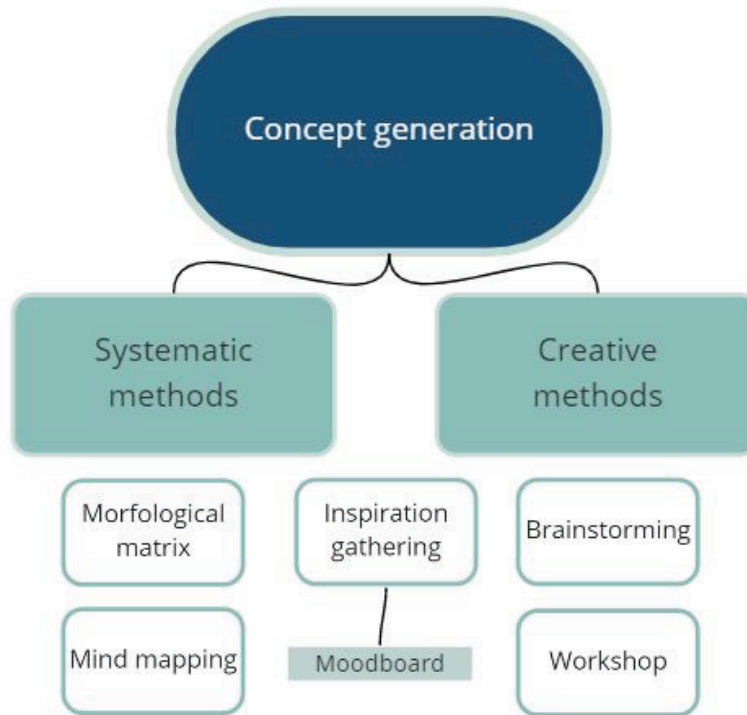 Concept generation
Systematic
methods
Creative
methods
Morfological
matrix
Inspiration
gathering
Brainstorming
Mind mapping
Moodboard
Workshop